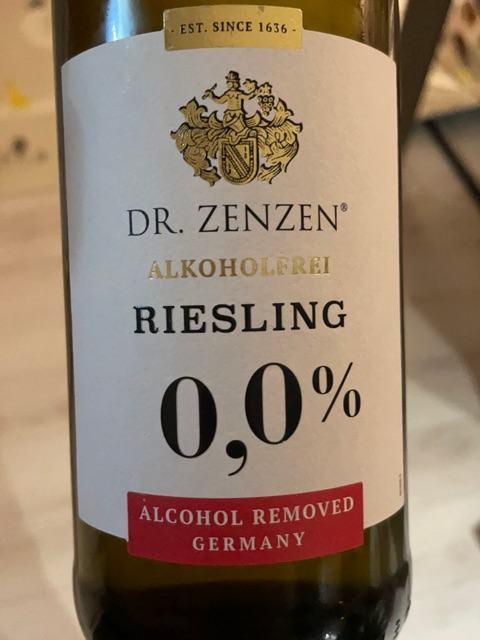 EST. SINCE 1636
DR. ZENZEN®
ALKOHOLFREI
RIESLING
0,0%
ALCOHOL REMOVED
GERMANY